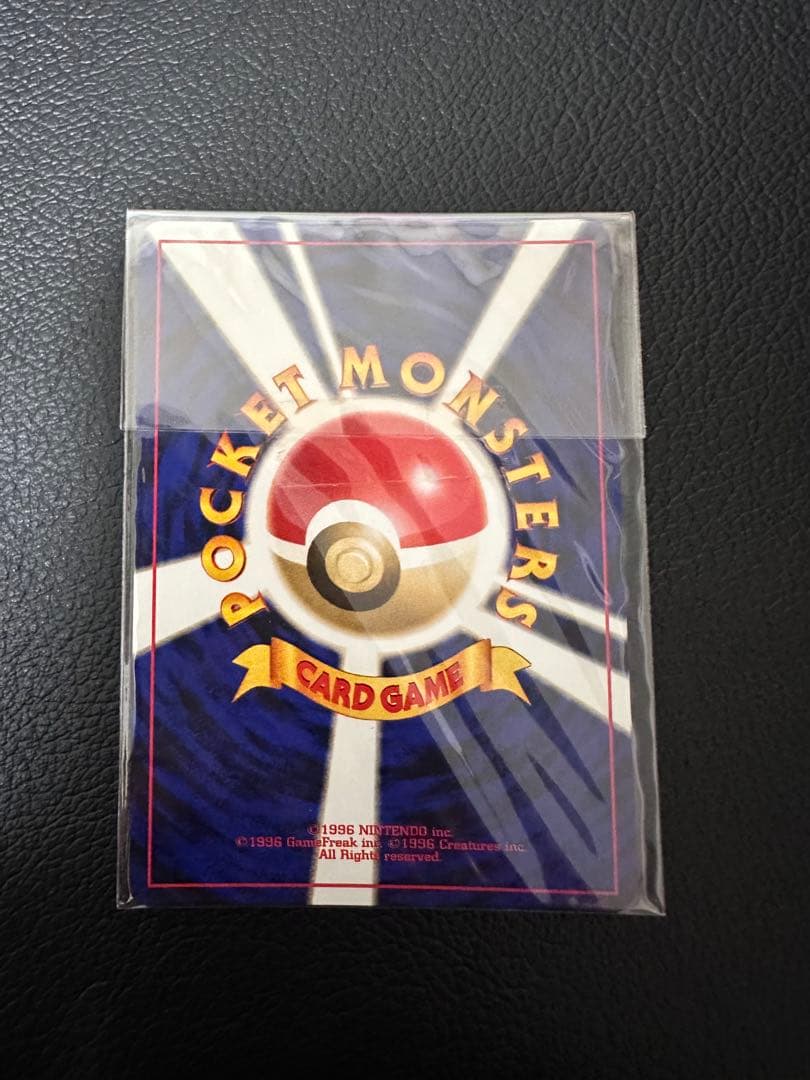 POCKET MONSTERS
CARD GAME
©1996 NINTENDO inc.
©1996 GameFreak inc. ©1996 Creatures inc.
All Rights reserved.